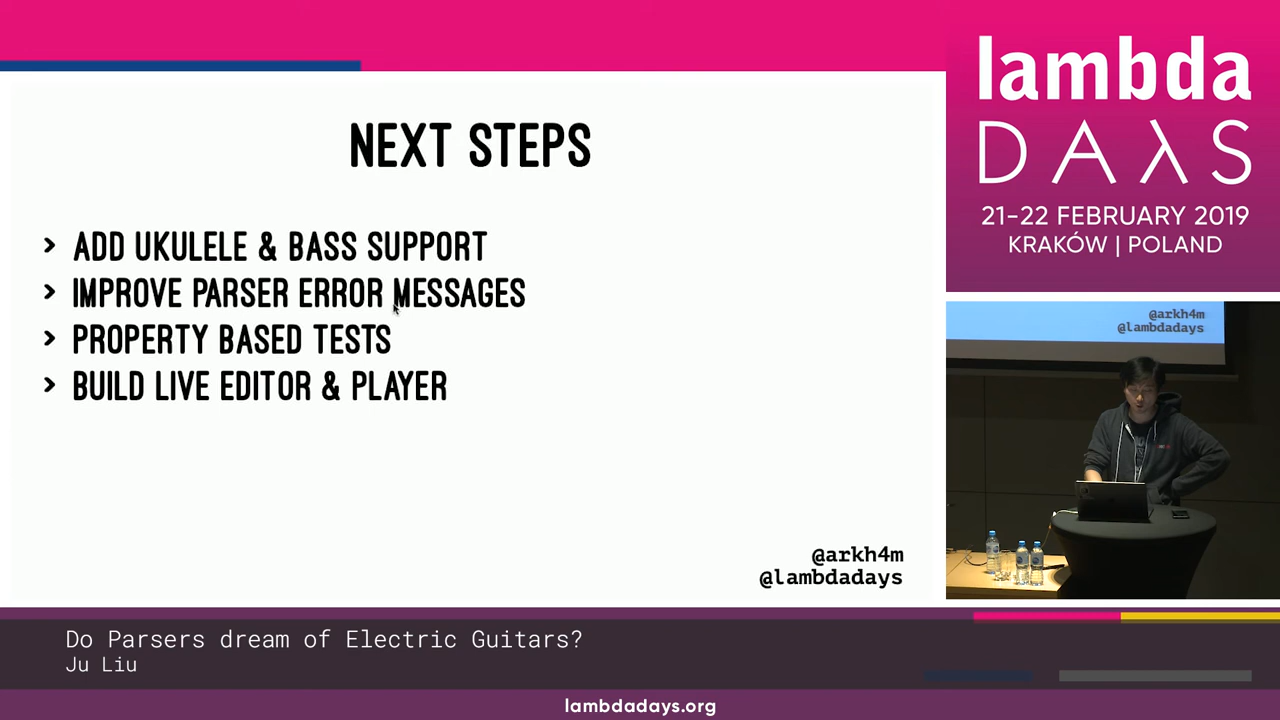 NEXT STEPS
> ADD UKULELE & BASS SUPPORT
> IMPROVE PARSER ERROR MESSAGES
> PROPERTY BASED TESTS
> BUILD LIVE EDITOR & PLAYER
@arkh4m
@lambdadays
lambda
DAλS
21-22 FEBRUARY 2019
KRAKÓW | POLAND
@arkh4m
@lambdadays
Do Parsers dream of Electric Guitars?
Ju Liu
lambdadays.org